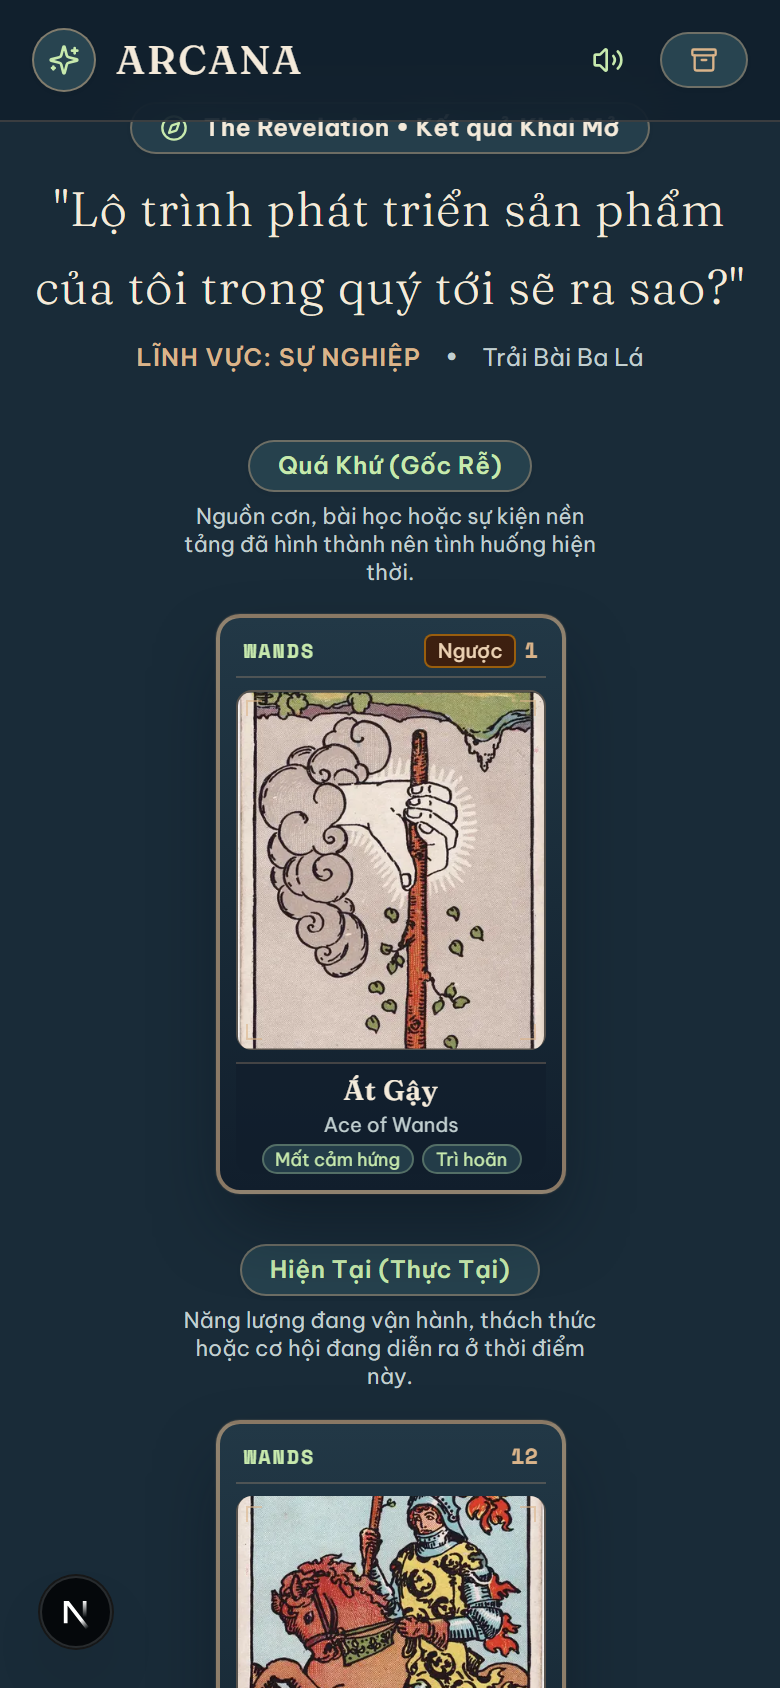 ARCANA
The Revelation • Kết quả Khai Mở
"Lộ trình phát triển sản phẩm
của tôi trong quý tới sẽ ra sao?"
LĨNH VỰC: SỰ NGHIỆP • Trải Bài Ba Lá
Quá Khứ (Gốc Rễ)
Nguồn cơn, bài học hoặc sự kiện nền
tảng đã hình thành nên tình huống hiện
thời.
WANDS Ngược 1
Át Gậy
Ace of Wands
Mất cảm hứng Trì hoãn
Hiện Tại (Thực Tại)
Năng lượng đang vận hành, thách thức
hoặc cơ hội đang diễn ra ở thời điểm
này.
WANDS 12
N